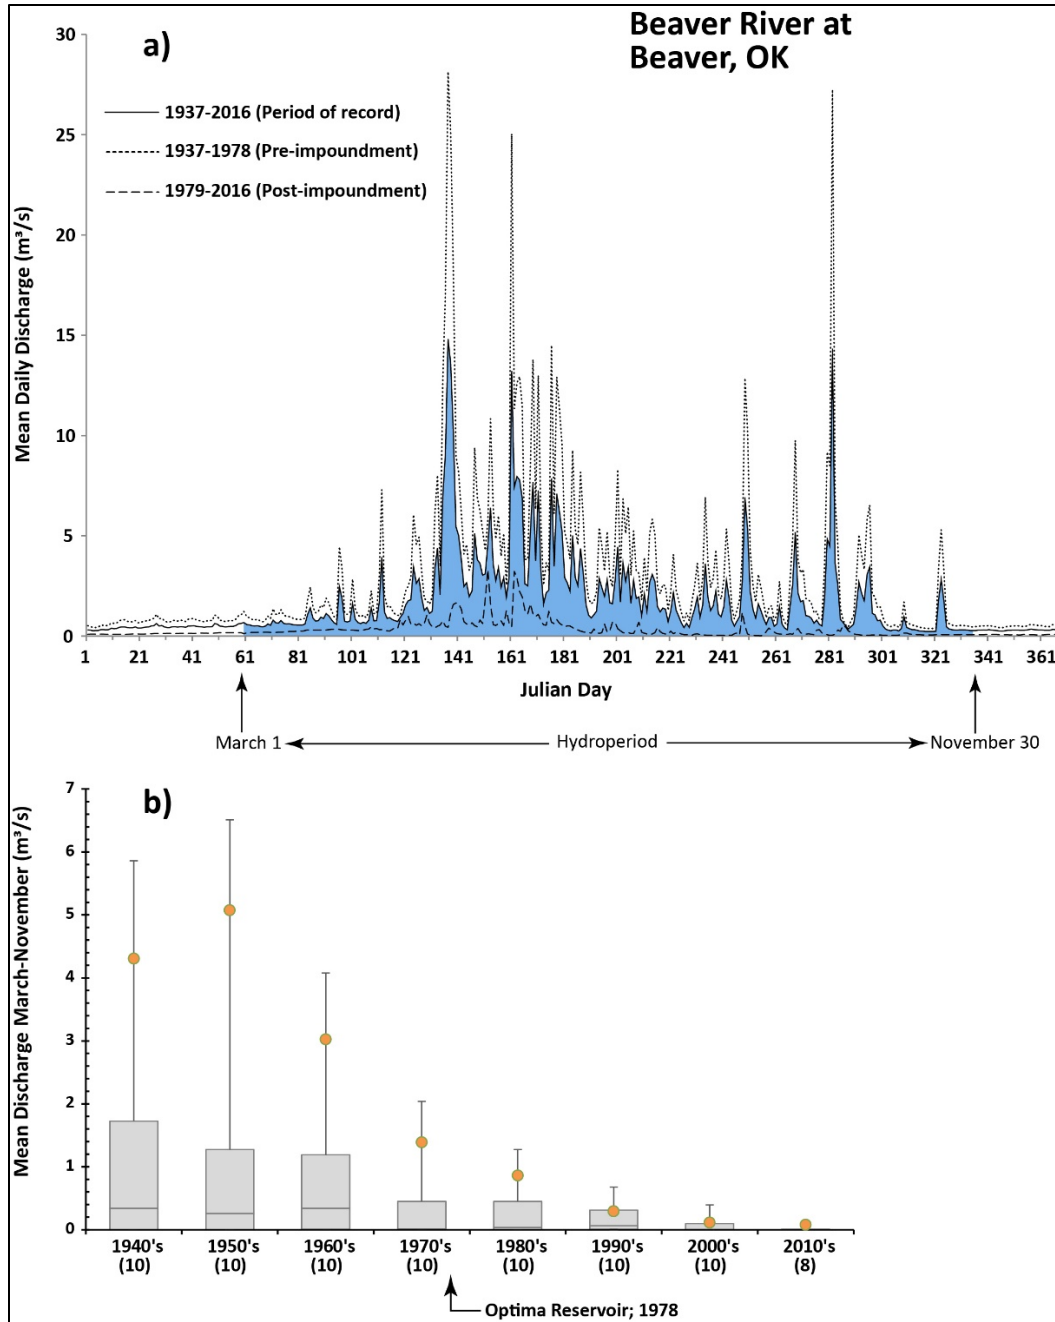 Beaver River at
Beaver, OK
a)
1937-2016 (Period of record)
1937-1978 (Pre-impoundment)
1979-2016 (Post-impoundment)
Mean Daily Discharge (m³/s)
30
25
20
15
10
5
0
1 21 41 61 81 101 121 141 161 181 201 221 241 261 281 301 321 341 361
Julian Day
March 1 Hydroperiod November 30
b)
Mean Discharge March-November (m³/s)
7
6
5
4
3
2
1
0
1940's 1950's 1960's 1970's 1980's 1990's 2000's 2010's
(10) (10) (10) (10) (10) (10) (10) (8)
Optima Reservoir; 1978